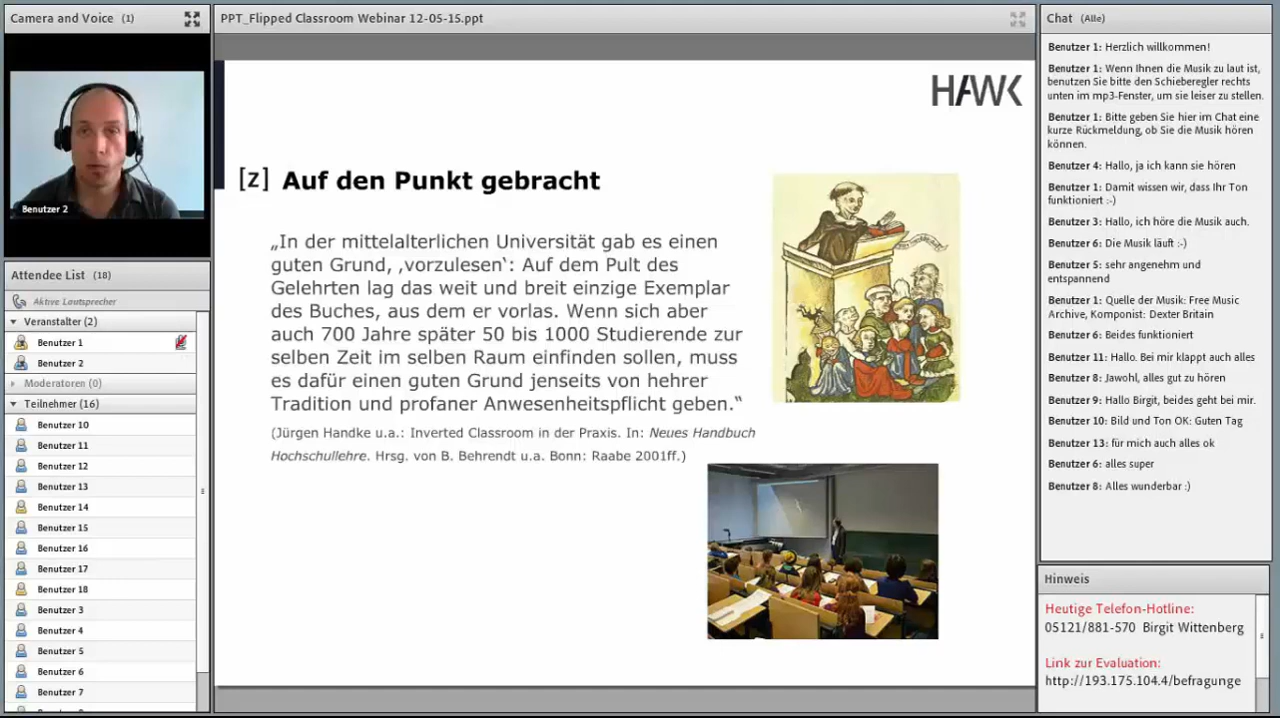 Camera and Voice (1)
Benutzer 2
Attendee List (18)
Aktive Lautsprecher
Veranstalter (2)
Benutzer 1
Benutzer 2
Moderatoren (0)
Teilnehmer (16)
Benutzer 10
Benutzer 11
Benutzer 12
Benutzer 13
Benutzer 14
Benutzer 15
Benutzer 16
Benutzer 17
Benutzer 18
Benutzer 3
Benutzer 4
Benutzer 5
Benutzer 6
Benutzer 7
PPT_Flipped Classroom Webinar 12-05-15.ppt
HAWK
[z] Auf den Punkt gebracht
„In der mittelalterlichen Universität gab es einen
guten Grund, ‚vorzulesen‘: Auf dem Pult des
Gelehrten lag das weit und breit einzige Exemplar
des Buches, aus dem er vorlas. Wenn sich aber
auch 700 Jahre später 50 bis 1000 Studierende zur
selben Zeit im selben Raum einfinden sollen, muss
es dafür einen guten Grund jenseits von hehrer
Tradition und profaner Anwesenheitspflicht geben.“
(Jürgen Handke u.a.: Inverted Classroom in der Praxis. In: Neues Handbuch
Hochschullehre. Hrsg. von B. Behrendt u.a. Bonn: Raabe 2001ff.)
Chat (Alle)
Benutzer 1: Herzlich willkommen!
Benutzer 1: Wenn Ihnen die Musik zu laut ist,
benutzen Sie bitte den Schieberegler rechts
unten im mp3-Fenster, um sie leiser zu stellen.
Benutzer 1: Bitte geben Sie hier im Chat eine
kurze Rückmeldung, ob Sie die Musik hören
können.
Benutzer 4: Hallo, ja ich kann sie hören
Benutzer 1: Damit wissen wir, dass Ihr Ton
funktioniert :-)
Benutzer 3: Hallo, ich höre die Musik auch.
Benutzer 6: Die Musik läuft :-)
Benutzer 5: sehr angenehm und
entspannend
Benutzer 1: Quelle der Musik: Free Music
Archive, Komponist: Dexter Britain
Benutzer 6: Beides funktioniert
Benutzer 11: Hallo. Bei mir klappt auch alles
Benutzer 8: Jawohl, alles gut zu hören
Benutzer 9: Hallo Birgit, beides geht bei mir.
Benutzer 10: Bild und Ton OK: Guten Tag
Benutzer 13: für mich auch alles ok
Benutzer 6: alles super
Benutzer 8: Alles wunderbar :)
Hinweis
Heutige Telefon-Hotline:
05121/881-570 Birgit Wittenberg
Link zur Evaluation:
http://193.175.104.4/befragunge